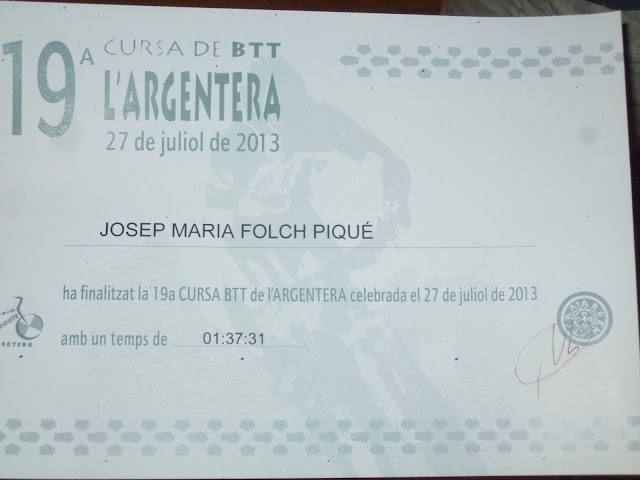 19A CURSA DE BTT
L'ARGENTERA
27 de juliol de 2013
JOSEP MARIA FOLCH PIQUÉ
ha finalitzat la 19a CURSA BTT de l'ARGENTERA celebrada el 27 de juliol de 2013
amb un temps de 01:37:31